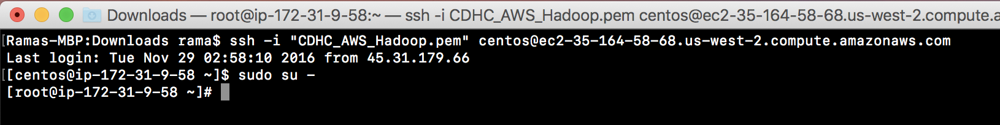 Downloads — root@ip-172-31-9-58:~ — ssh -i CDHC_AWS_Hadoop.pem centos@ec2-35-164-58-68.us-west-2.compute.
[Ramas-MBP:Downloads rama$ ssh -i "CDHC_AWS_Hadoop.pem" centos@ec2-35-164-58-68.us-west-2.compute.amazonaws.com
Last login: Tue Nov 29 02:58:10 2016 from 45.31.179.66
[[centos@ip-172-31-9-58 ~]$ sudo su -
[root@ip-172-31-9-58 ~]#